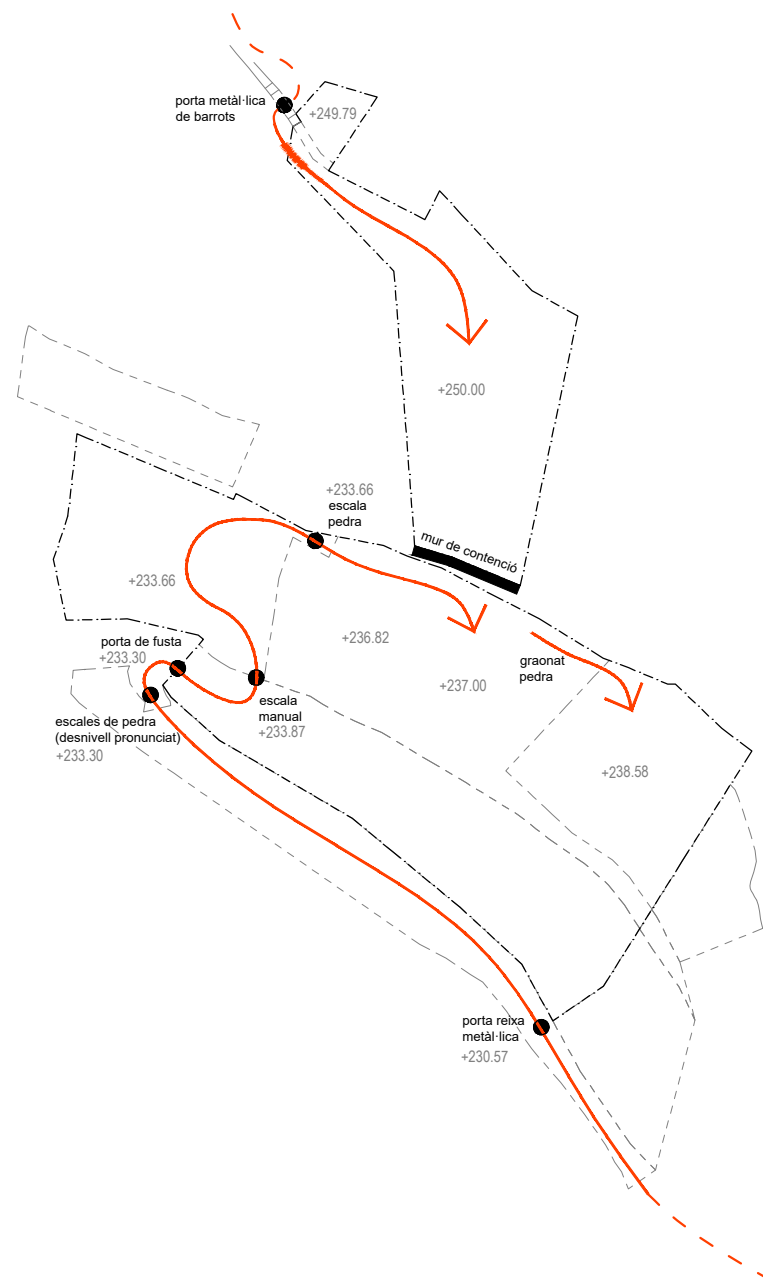 porta metàl·lica
de barrots
+249.79
+250.00
+233.66
escala
pedra
mur de contenció
+233.66
+236.82
porta de fusta
+233.30
graonat
pedra
+237.00
escala
manual
+233.87
escales de pedra
(desnivell pronunciat)
+233.30
+238.58
porta reixa
metàl·lica
+230.57